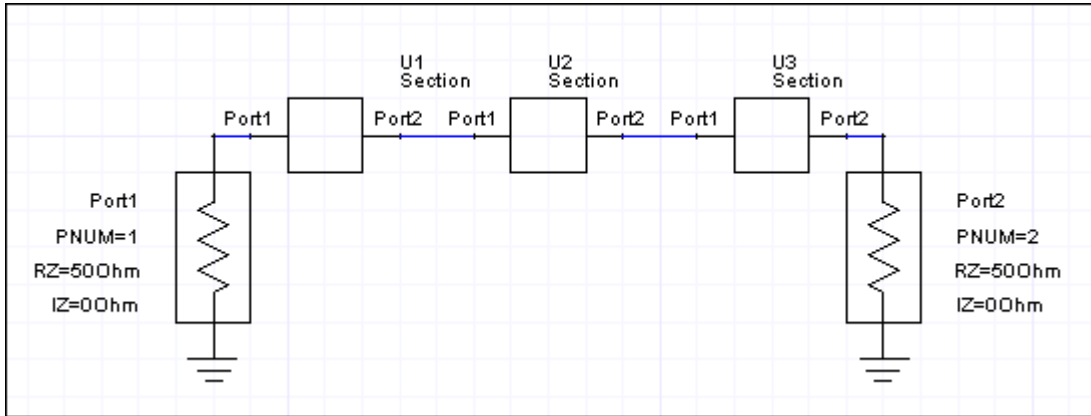 U1
Section
U2
Section
U3
Section
Port1
Port2
Port1
Port2
Port1
Port2
Port1
PNUM=1
RZ=50Ohm
IZ=0Ohm
Port2
PNUM=2
RZ=50Ohm
IZ=0Ohm